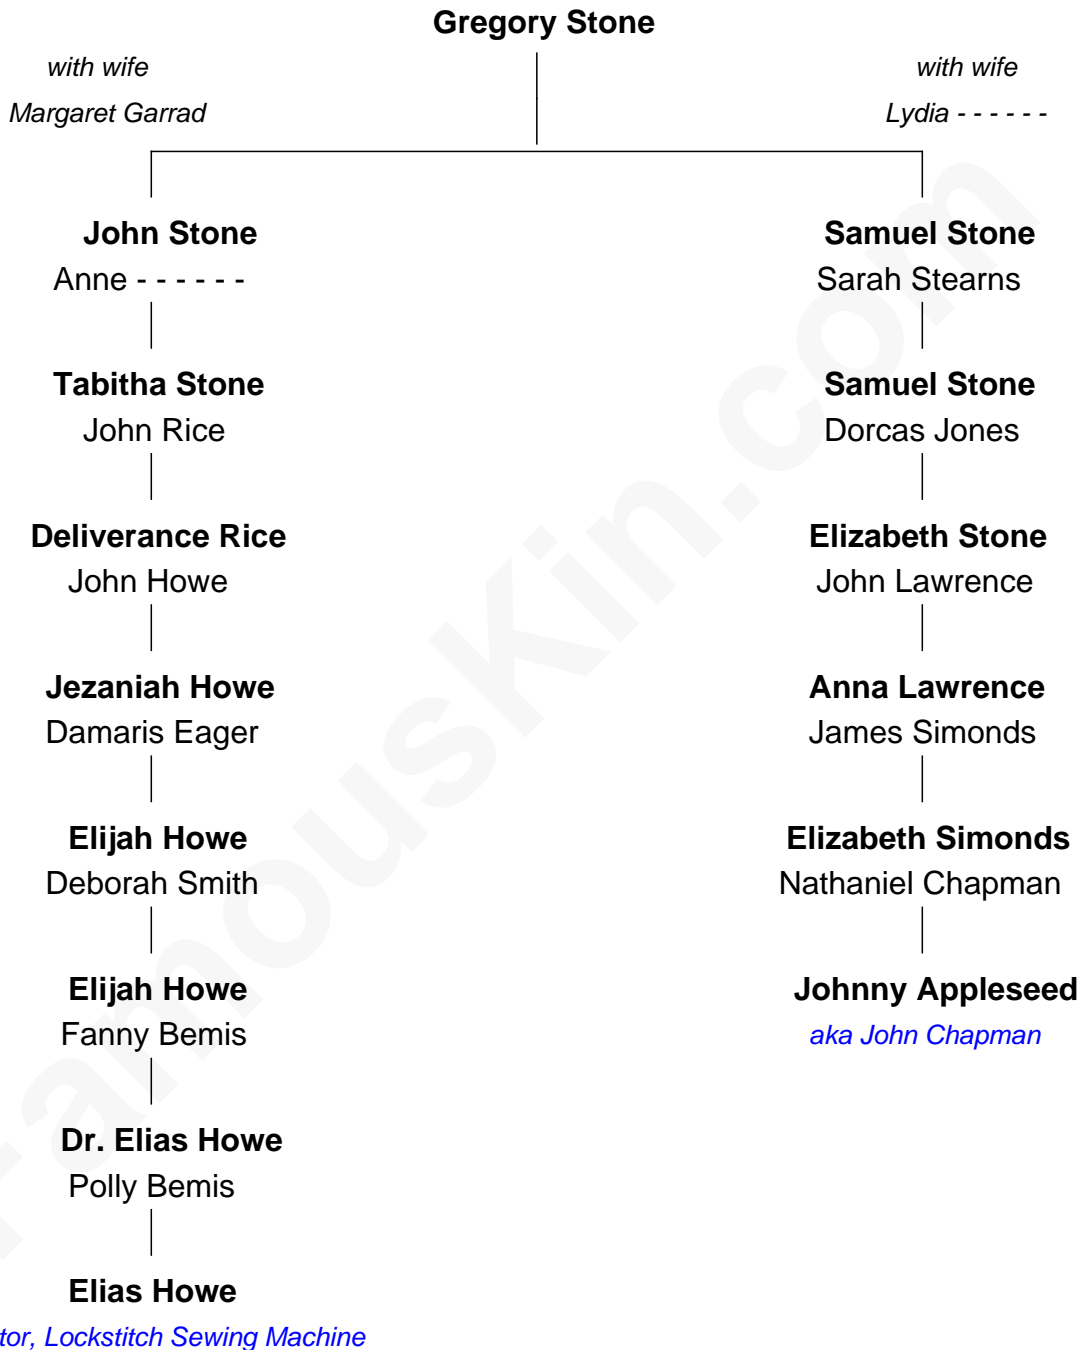 Gregory Stone
with wife
Margaret Garrad
with wife
Lydia - - - - - -
John Stone
Anne - - - - - -
Samuel Stone
Sarah Stearns
Tabitha Stone
John Rice
Samuel Stone
Dorcas Jones
Deliverance Rice
John Howe
Elizabeth Stone
John Lawrence
Jezaniah Howe
Damaris Eager
Anna Lawrence
James Simonds
Elijah Howe
Deborah Smith
Elizabeth Simonds
Nathaniel Chapman
Elijah Howe
Fanny Bemis
Johnny Appleseed
aka John Chapman
Dr. Elias Howe
Polly Bemis
Elias Howe
tor, Lockstitch Sewing Machine
FamousKin.com